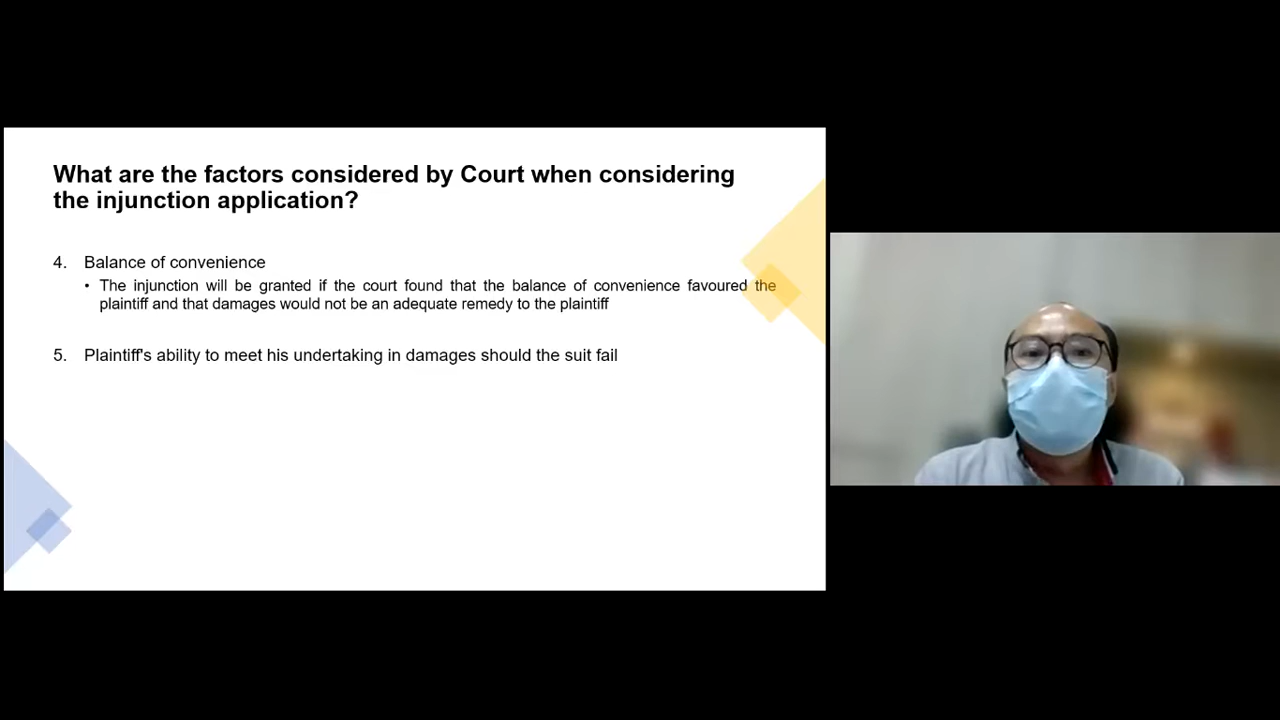 What are the factors considered by Court when considering
the injunction application?
4. Balance of convenience
• The injunction will be granted if the court found that the balance of convenience favoured the
plaintiff and that damages would not be an adequate remedy to the plaintiff
5. Plaintiff's ability to meet his undertaking in damages should the suit fail